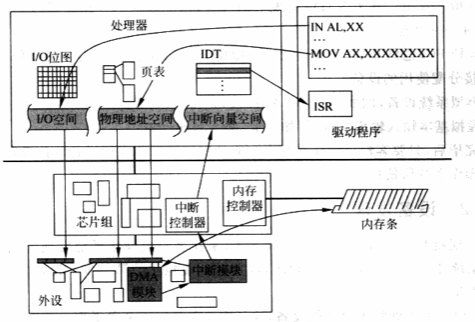 处理器
I/O位图
页表
IDT
IN AL,XX
...
MOV AX,XXXXXXXX
...
ISR
驱动程序
I/O空间
物理地址空间
中断向量空间
芯片组
中断
控制器
内存
控制器
内存条
外设
DMA
模块
中断模块